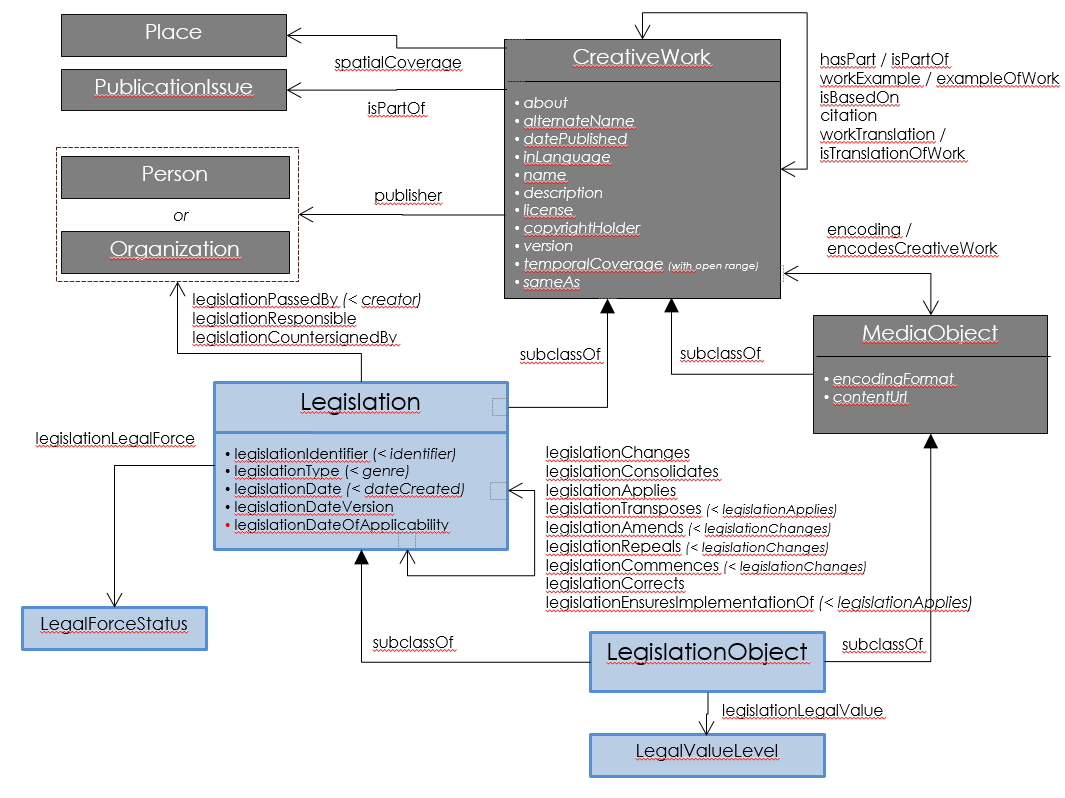 Place
spatialCoverage
PublicationIssue
isPartOf
Person
or
Organization
publisher
CreativeWork
• about
• alternateName
• datePublished
• inLanguage
• name
• description
• license
• copyrightHolder
• version
• temporalCoverage (with open range)
• sameAs
hasPart / isPartOf
workExample / exampleOfWork
isBasedOn
citation
workTranslation /
isTranslationOfWork
encoding /
encodesCreativeWork
MediaObject
• encodingFormat
• contentUrl
legislationPassedBy (< creator)
legislationResponsible
legislationCountersignedBy
subclassOf
subclassOf
Legislation
• legislationIdentifier (< identifier)
• legislationType (< genre)
• legislationDate (< dateCreated)
• legislationDateVersion
• legislationDateOfApplicability
legislationLegalForce
LegalForceStatus
legislationChanges
legislationConsolidates
legislationApplies
legislationTransposes (< legislationApplies)
legislationAmends (< legislationChanges)
legislationRepeals (< legislationChanges)
legislationCommences (< legislationChanges)
legislationCorrects
legislationEnsuresImplementationOf (< legislationApplies)
subclassOf
LegislationObject
subclassOf
legislationLegalValue
LegalValueLevel